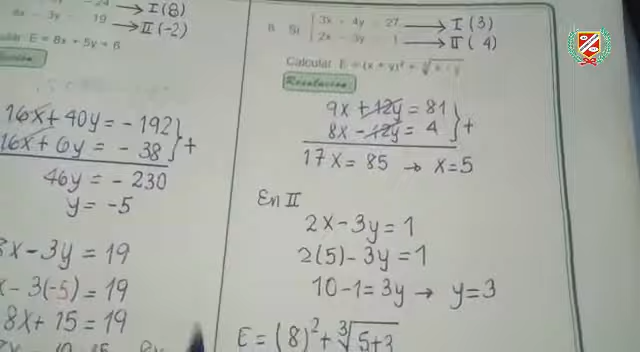 19 → II (-2)
→ I (8)
E = 8x + 5y + 6
16x + 40y = - 192
16x + 6y = - 38 } +
46y = - 230
y = -5
x - 3y = 19
x - 3(-5) = 19
8x + 15 = 19
8. Si 3x + 4y = 27 → I (3)
2x - 3y = 1 → II (4)
Calcular E = (x + y)² + ∛x + y
Resolución
9x + 12y = 81
8x - 12y = 4 } +
17x = 85 → x = 5
En II
2x - 3y = 1
2(5) - 3y = 1
10 - 1 = 3y → y = 3
E = (8)² + ∛5+3